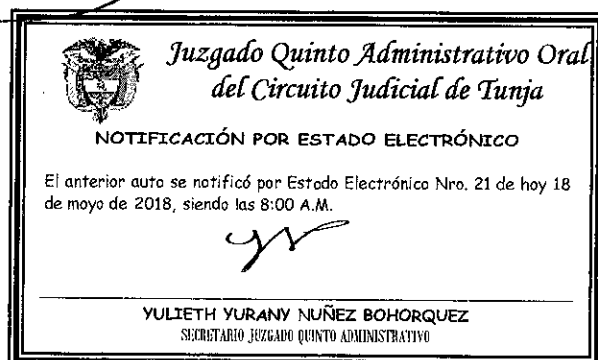 Juzgado Quinto Administrativo Oral
del Circuito Judicial de Tunja
NOTIFICACIÓN POR ESTADO ELECTRÓNICO
El anterior auto se notificó por Estado Electrónico Nro. 21 de hoy 18
de mayo de 2018, siendo las 8:00 A.M.
YULIETH YURANY NUÑEZ BOHORQUEZ
SECRETARIO JUZGADO QUINTO ADMINISTRATIVO